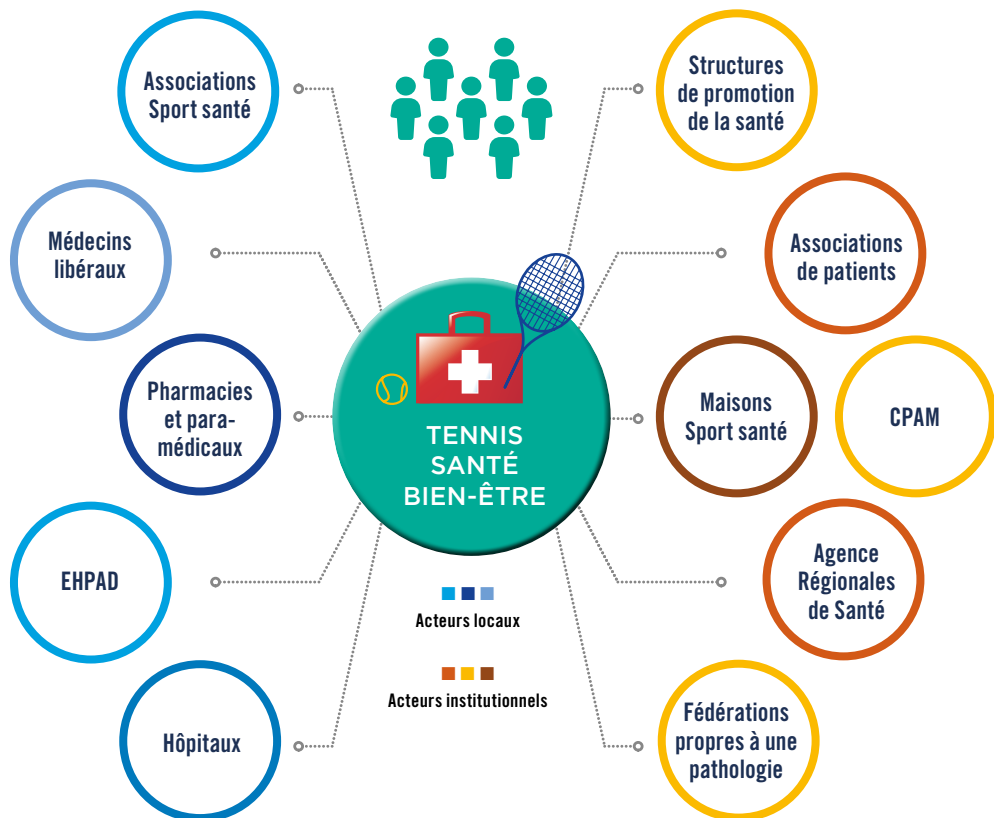 Associations
Sport santé
Médecins
libéraux
Pharmacies
et para-
médicaux
EHPAD
Hôpitaux
TENNIS
SANTÉ
BIEN-ÊTRE
Acteurs locaux
Acteurs institutionnels
Structures
de promotion
de la santé
Associations
de patients
Maisons
Sport santé
CPAM
Agence
Régionales
de Santé
Fédérations
propres à une
pathologie